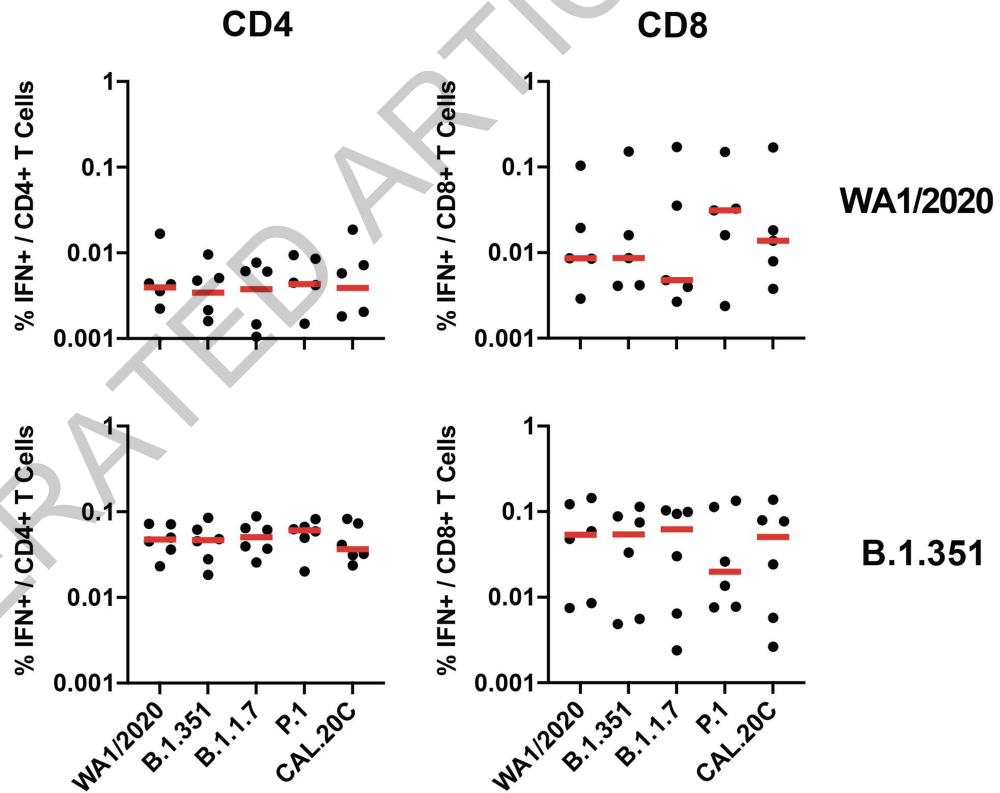 CD4
CD8
% IFN+ / CD4+ T Cells
1
0.1
0.01
0.001
% IFN+ / CD8+ T Cells
1
0.1
0.01
0.001
WA1/2020
% IFN+ / CD4+ T Cells
1
0.1
0.01
0.001
WA1/2020
B.1.351
B.1.1.7
P.1
CAL.20C
% IFN+ / CD8+ T Cells
1
0.1
0.01
0.001
WA1/2020
B.1.351
B.1.1.7
P.1
CAL.20C
B.1.351
ERATED ARTIC